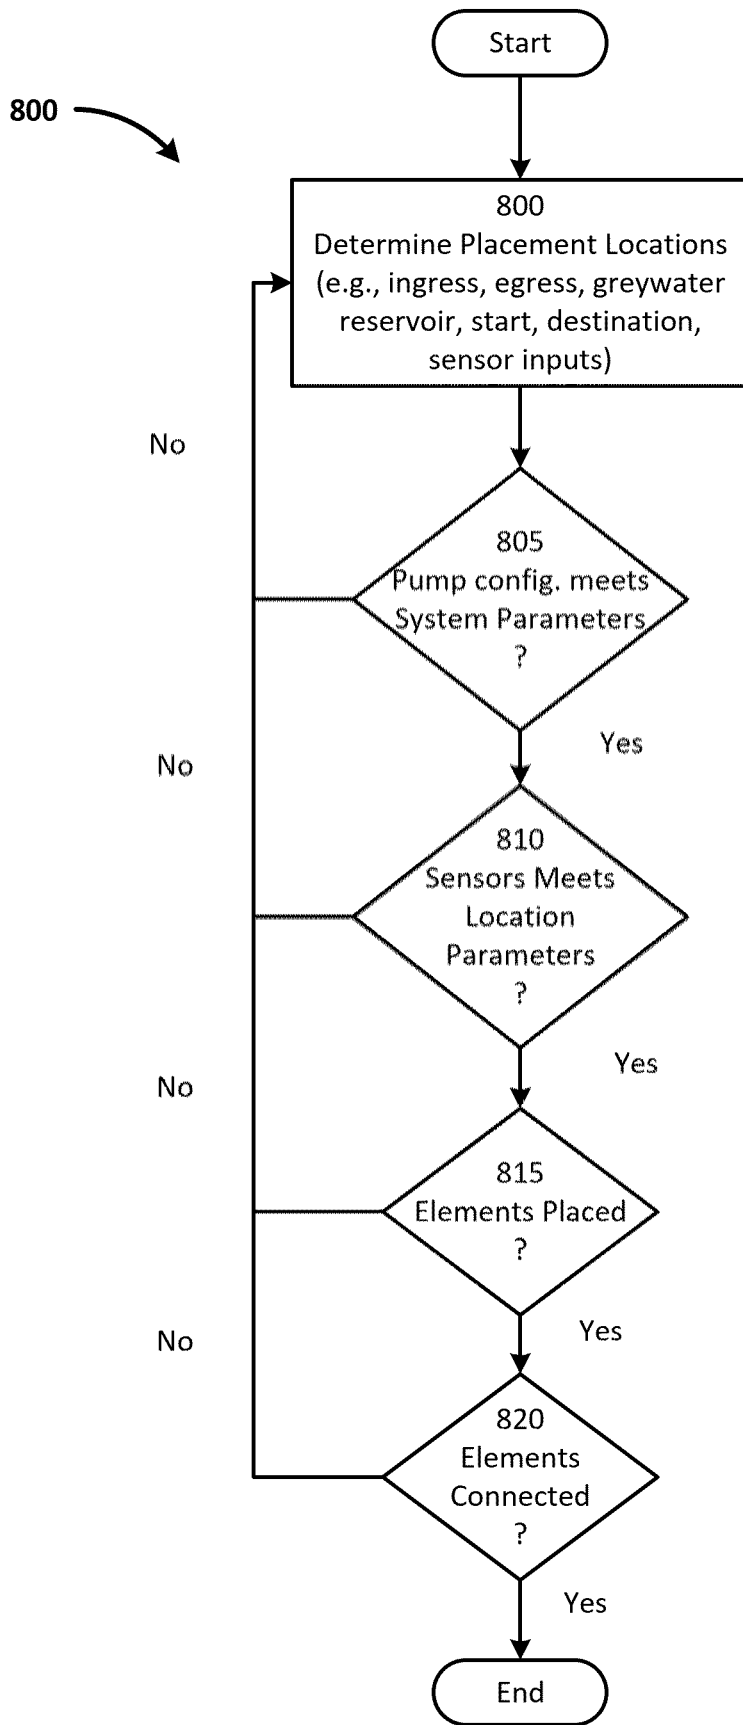 Start
800
800
Determine Placement Locations
(e.g., ingress, egress, greywater
reservoir, start, destination,
sensor inputs)
No
805
Pump config. meets
System Parameters
?
Yes
No
810
Sensors Meets
Location
Parameters
?
Yes
No
815
Elements Placed
?
Yes
No
820
Elements
Connected
?
Yes
End